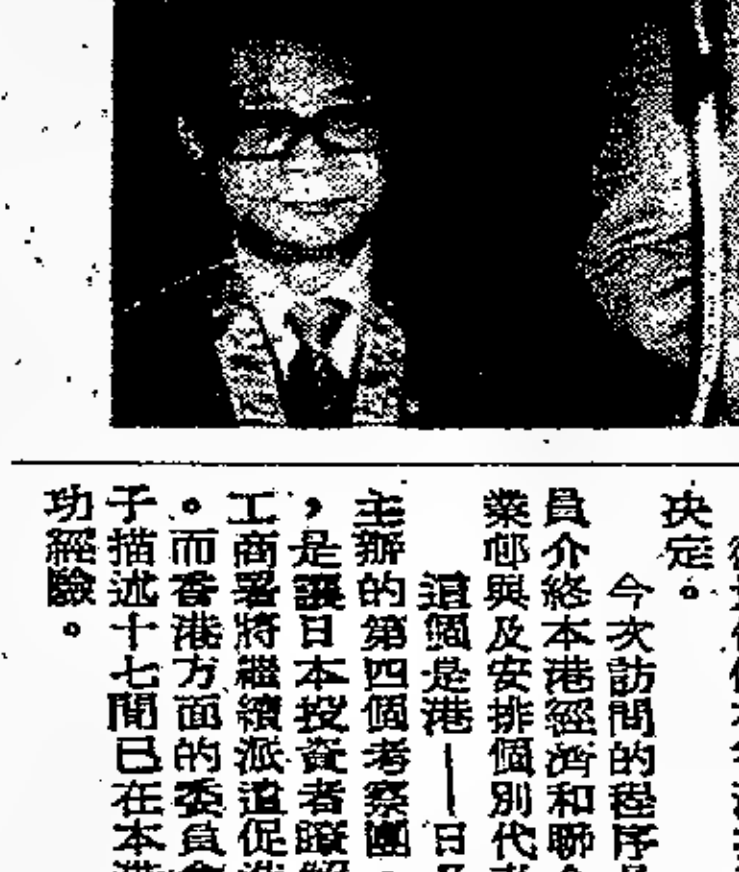 决定。
今次訪問的程序
員介終本港經濟和聯
業邨與及安排個別代
這個是港—日
主辦的第四個考察團
，是讓日本投資者瞭
工商署將繼續派遣促
。而香港方面的委員
子描述十七間已在本
功經驗。